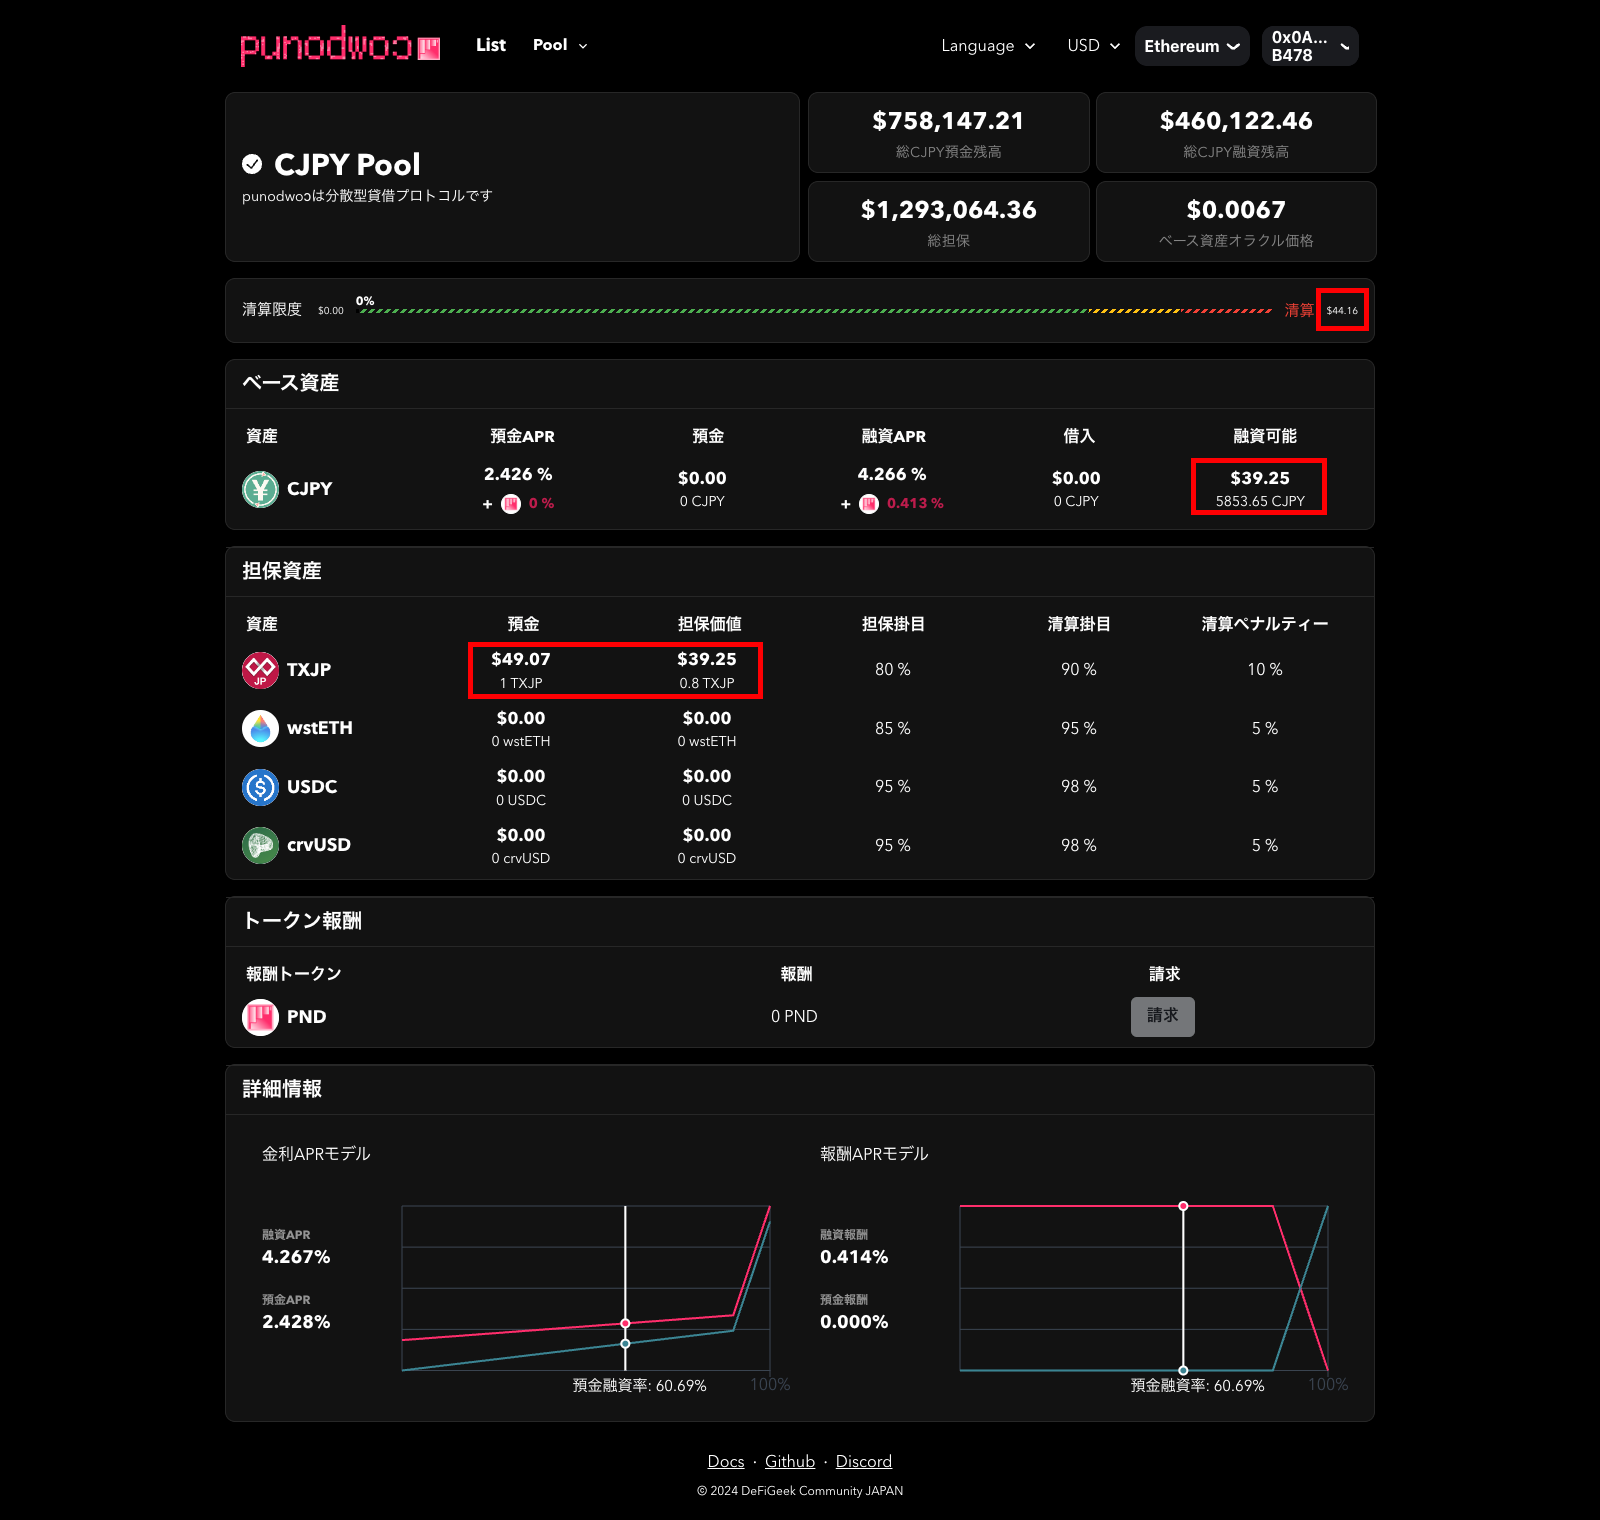 punodwoɔ
List
Pool
Language
USD
Ethereum
0x0A...
B478
CJPY Pool
punodwoɔは分散型貸借プロトコルです
$758,147.21
総CJPY預金残高
$460,122.46
総CJPY融資残高
$1,293,064.36
総担保
$0.0067
ベース資産オラクル価格
清算限度 $0.00 0% 清算 $44.16
ベース資産
資産 預金APR 預金 融資APR 借入 融資可能
CJPY
2.426 %
+ 0 %
$0.00
0 CJPY
4.266 %
+ 0.413 %
$0.00
0 CJPY
$39.25
5853.65 CJPY
担保資産
資産 預金 担保価値 担保掛目 清算掛目 清算ペナルティー
JP
TXJP
$49.07
1 TXJP
$39.25
0.8 TXJP
80 % 90 % 10 %
wstETH
$0.00
0 wstETH
$0.00
0 wstETH
85 % 95 % 5 %
USDC
$0.00
0 USDC
$0.00
0 USDC
95 % 98 % 5 %
crvUSD
$0.00
0 crvUSD
$0.00
0 crvUSD
95 % 98 % 5 %
トークン報酬
報酬トークン 報酬 請求
PND 0 PND 請求
詳細情報
金利APRモデル
融資APR
4.267%
預金APR
2.428%
預金融資率: 60.69% 100%
報酬APRモデル
融資報酬
0.414%
預金報酬
0.000%
預金融資率: 60.69% 100%
Docs · Github · Discord
© 2024 DeFiGeek Community JAPAN